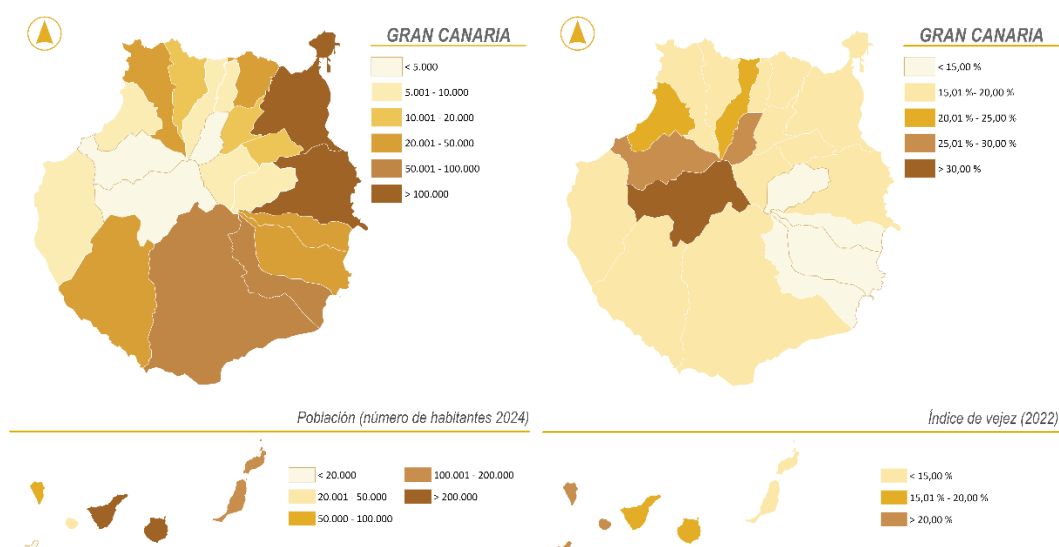 GRAN CANARIA
< 5.000
5.001 - 10.000
10.001 - 20.000
20.001 - 50.000
50.001 - 100.000
> 100.000
Población (número de habitantes 2024)
< 20.000
20.001 - 50.000
50.000 - 100.000
100.001 - 200.000
> 200.000
GRAN CANARIA
< 15,00 %
15,01 %- 20,00 %
20,01 % - 25,00 %
25,01 % - 30,00 %
> 30,00 %
Índice de vejez (2022)
< 15,00 %
15,01 % - 20,00 %
> 20,00 %